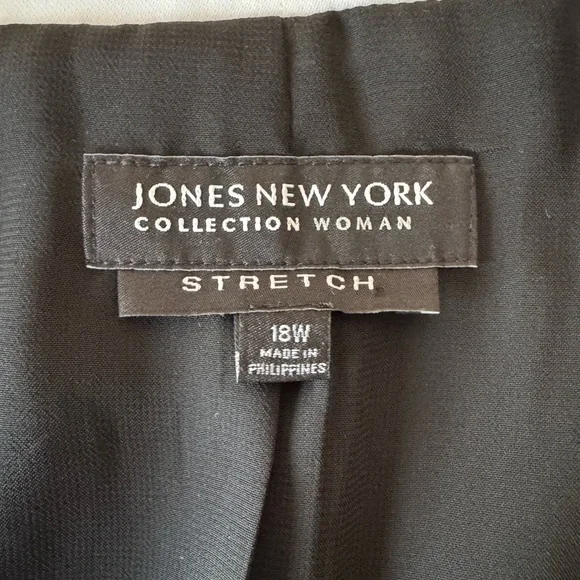 JONES NEW YORK
COLLECTION WOMAN
STRETCH
18W
MADE IN
PHILIPPINES